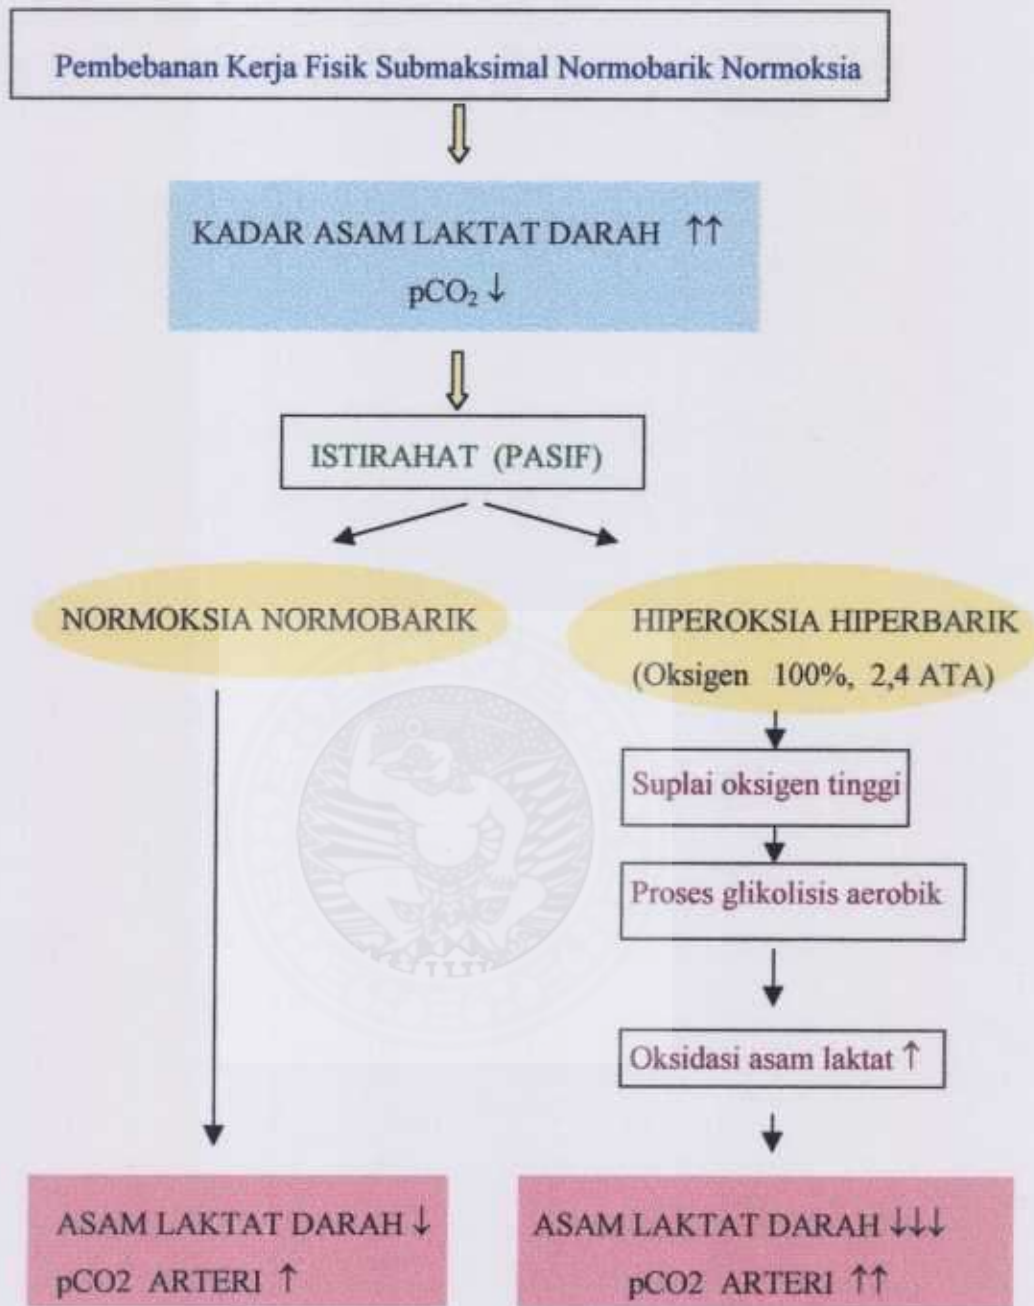 Pembebanan Kerja Fisik Submaksimal Normobarik Normoksia
KADAR ASAM LAKTAT DARAH ↑↑
pCO₂ ↓
ISTIRAHAT (PASIF)
NORMOKSIA NORMOBARIK
HIPEROKSIA HIPERBARIK
(Oksigen 100%, 2,4 ATA)
Suplai oksigen tinggi
Proses glikolisis aerobik
Oksidasi asam laktat ↑
ASAM LAKTAT DARAH ↓
pCO2 ARTERI ↑
ASAM LAKTAT DARAH ↓↓↓
pCO2 ARTERI ↑↑